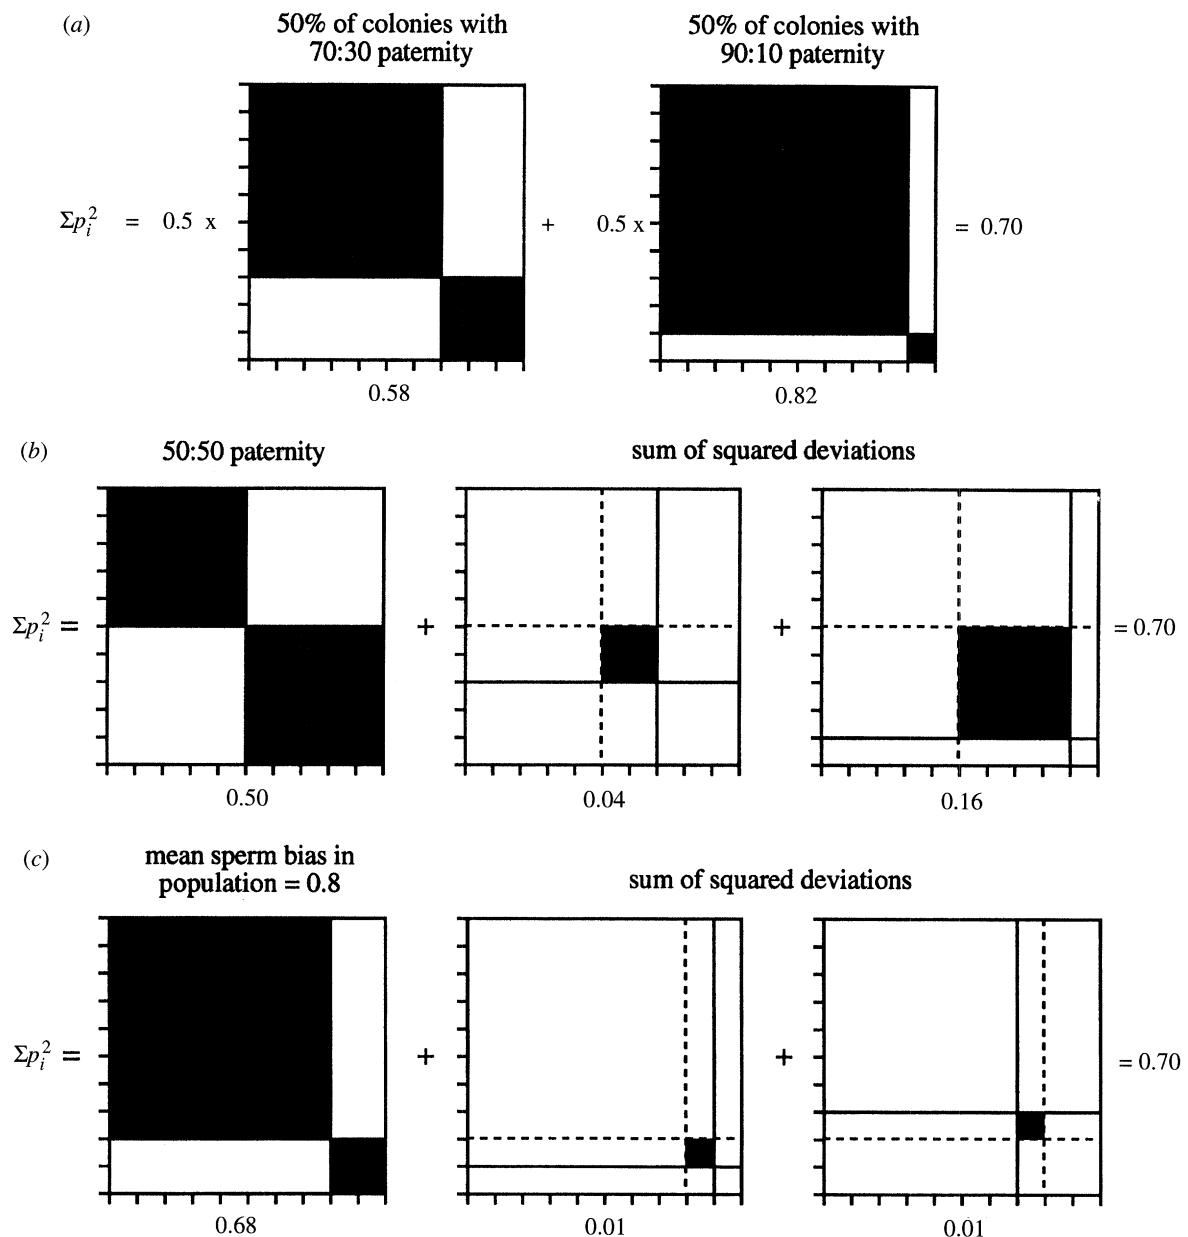 (a)
50% of colonies with
70:30 paternity
50% of colonies with
90:10 paternity
Σp_i^2 = 0.5 x + 0.5 x = 0.70
0.58
0.82
(b)
50:50 paternity
sum of squared deviations
Σp_i^2 = + + = 0.70
0.50
0.04
0.16
(c)
mean sperm bias in
population = 0.8
sum of squared deviations
Σp_i^2 = + + = 0.70
0.68
0.01
0.01